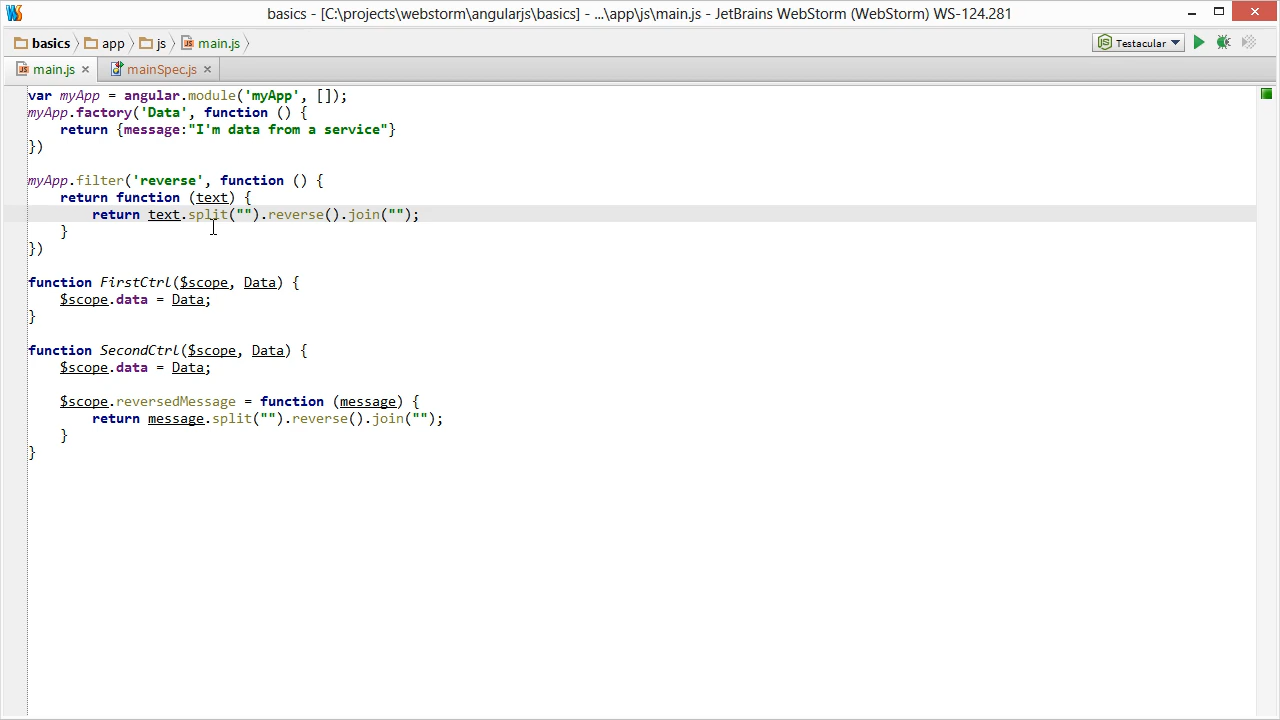 WS
basics - [C:\projects\webstorm\angularjs\basics] - ...\app\js\main.js - JetBrains WebStorm (WebStorm) WS-124.281
basics app js main.js Testacular
main.js mainSpec.js
var myApp = angular.module('myApp', []);
myApp.factory('Data', function () {
    return {message:"I'm data from a service"}
})
myApp.filter('reverse', function () {
    return function (text) {
        return text.split("").reverse().join("");
    }
})
function FirstCtrl($scope, Data) {
    $scope.data = Data;
}
function SecondCtrl($scope, Data) {
    $scope.data = Data;
    $scope.reversedMessage = function (message) {
        return message.split("").reverse().join("");
    }
}